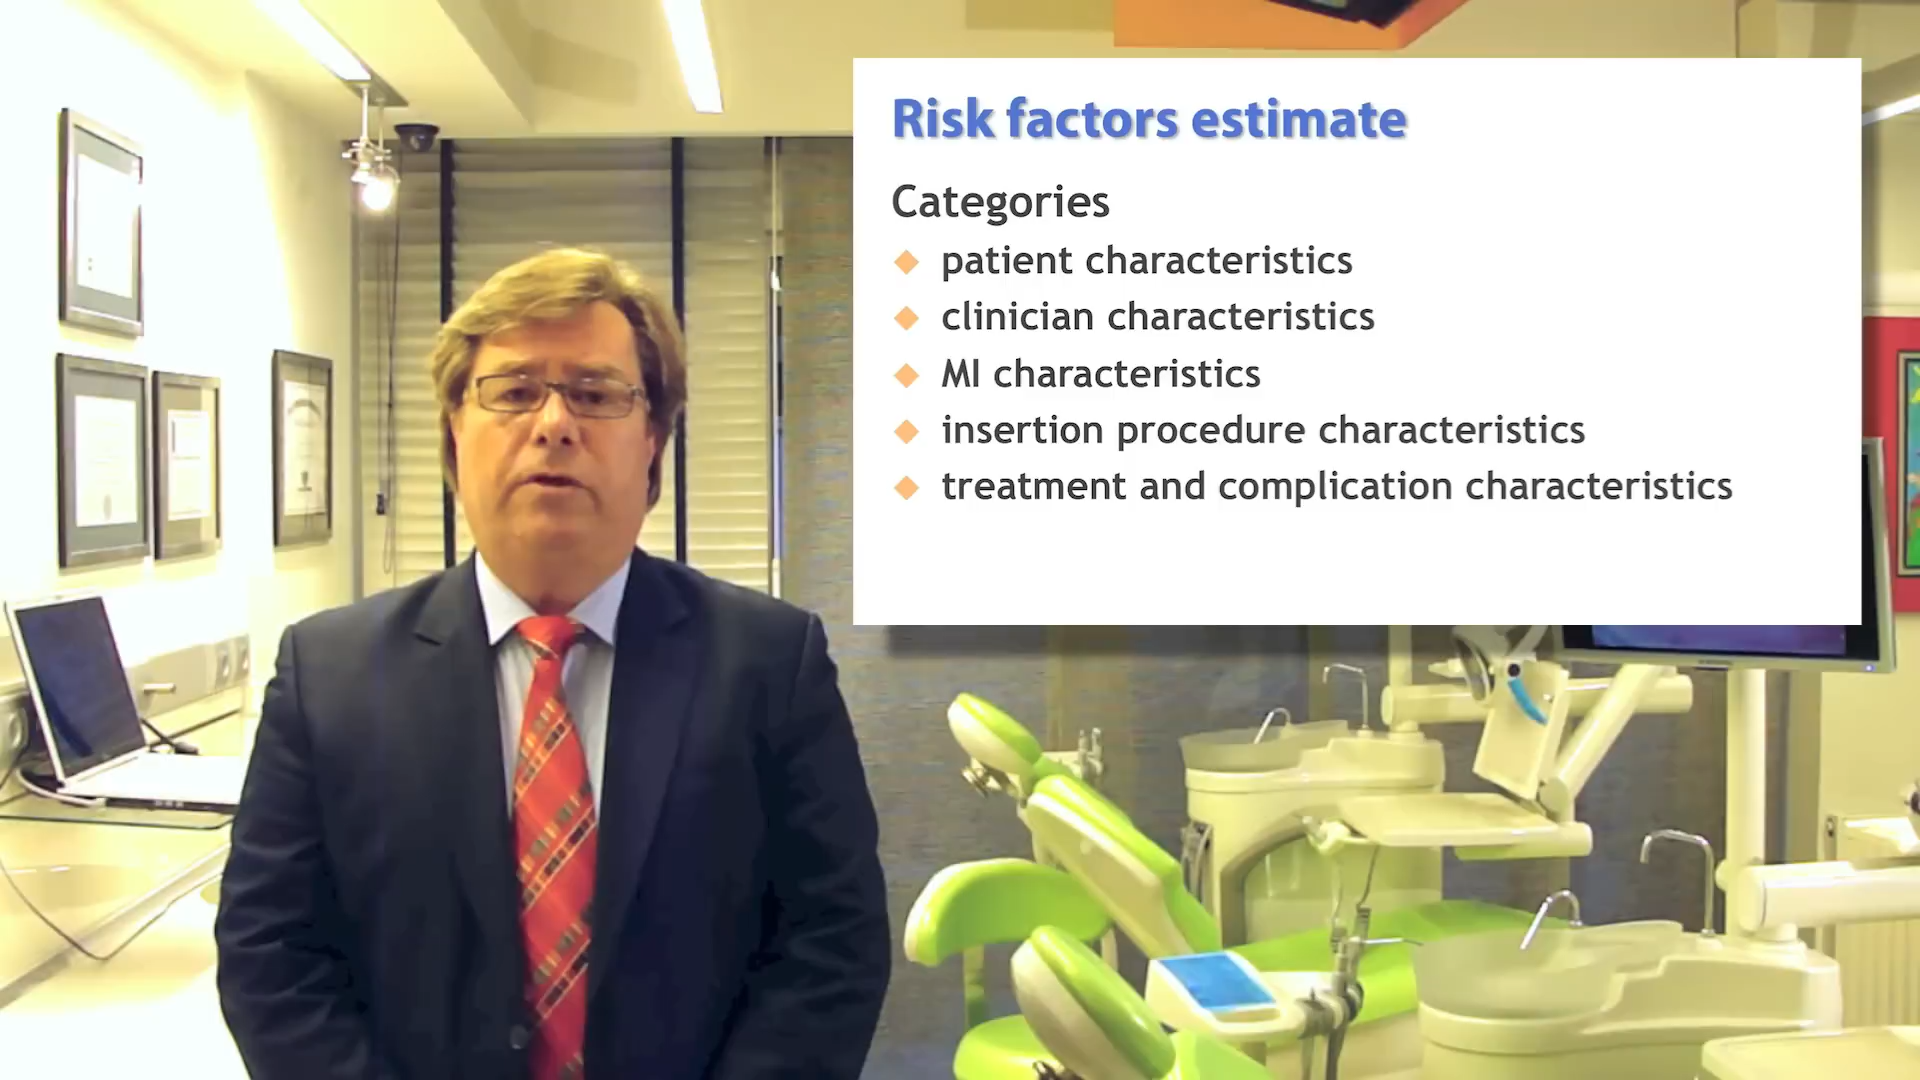 Risk factors estimate
Categories
patient characteristics
clinician characteristics
MI characteristics
insertion procedure characteristics
treatment and complication characteristics